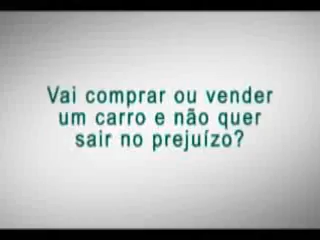 Vai comprar ou vender
um carro e não quer
sair no prejuízo?